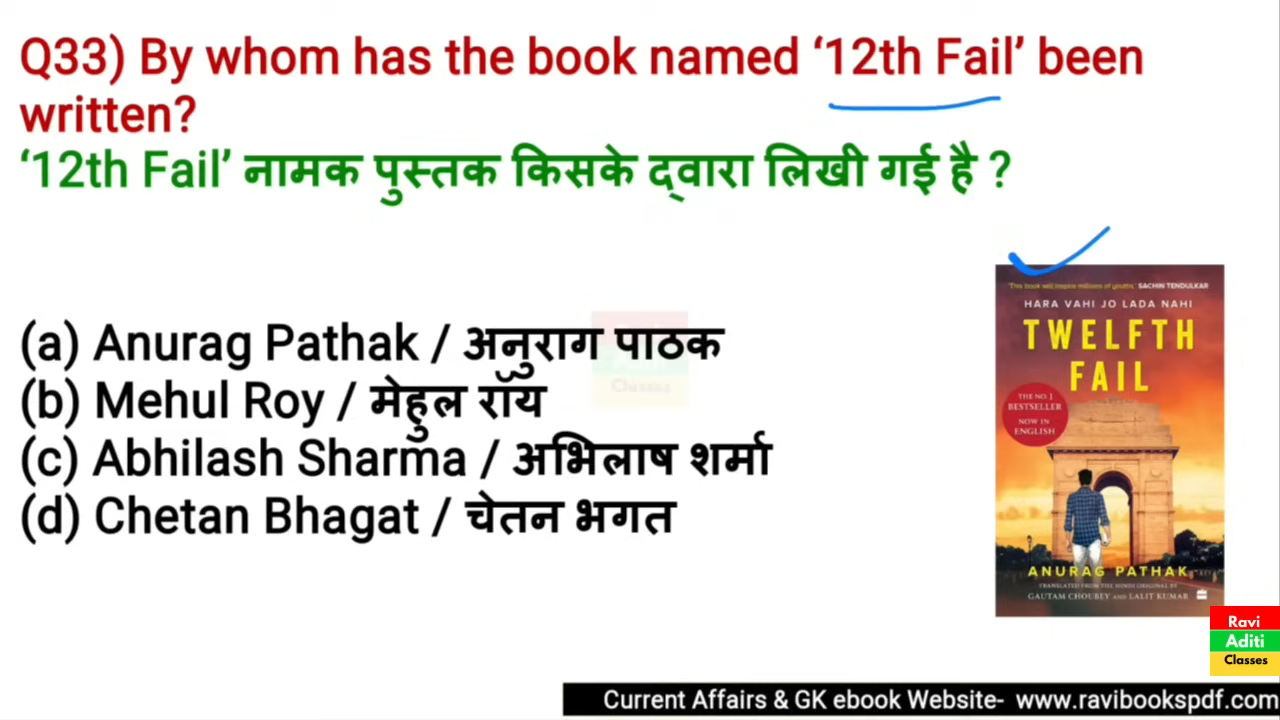 Q33) By whom has the book named ‘12th Fail’ been
written?
‘12th Fail’ नामक पुस्तक किसके द्वारा लिखी गई है ?
(a) Anurag Pathak / अनुराग पाठक
(b) Mehul Roy / मेहुल रॉय
(c) Abhilash Sharma / अभिलाष शर्मा
(d) Chetan Bhagat / चेतन भगत
Classes
'This book will inspire millions of youths.' SACHIN TENDULKAR
HARA VAHI JO LADA NAHI
TWELFTH
FAIL
THE NO.1
BESTSELLER
NOW IN
ENGLISH
ANURAG PATHAK
TRANSLATED FROM THE HINDI ORIGINAL BY
GAUTAM CHOUBEY AND LALIT KUMAR
Ravi
Aditi
Classes
Current Affairs & GK ebook Website- www.ravibookspdf.com